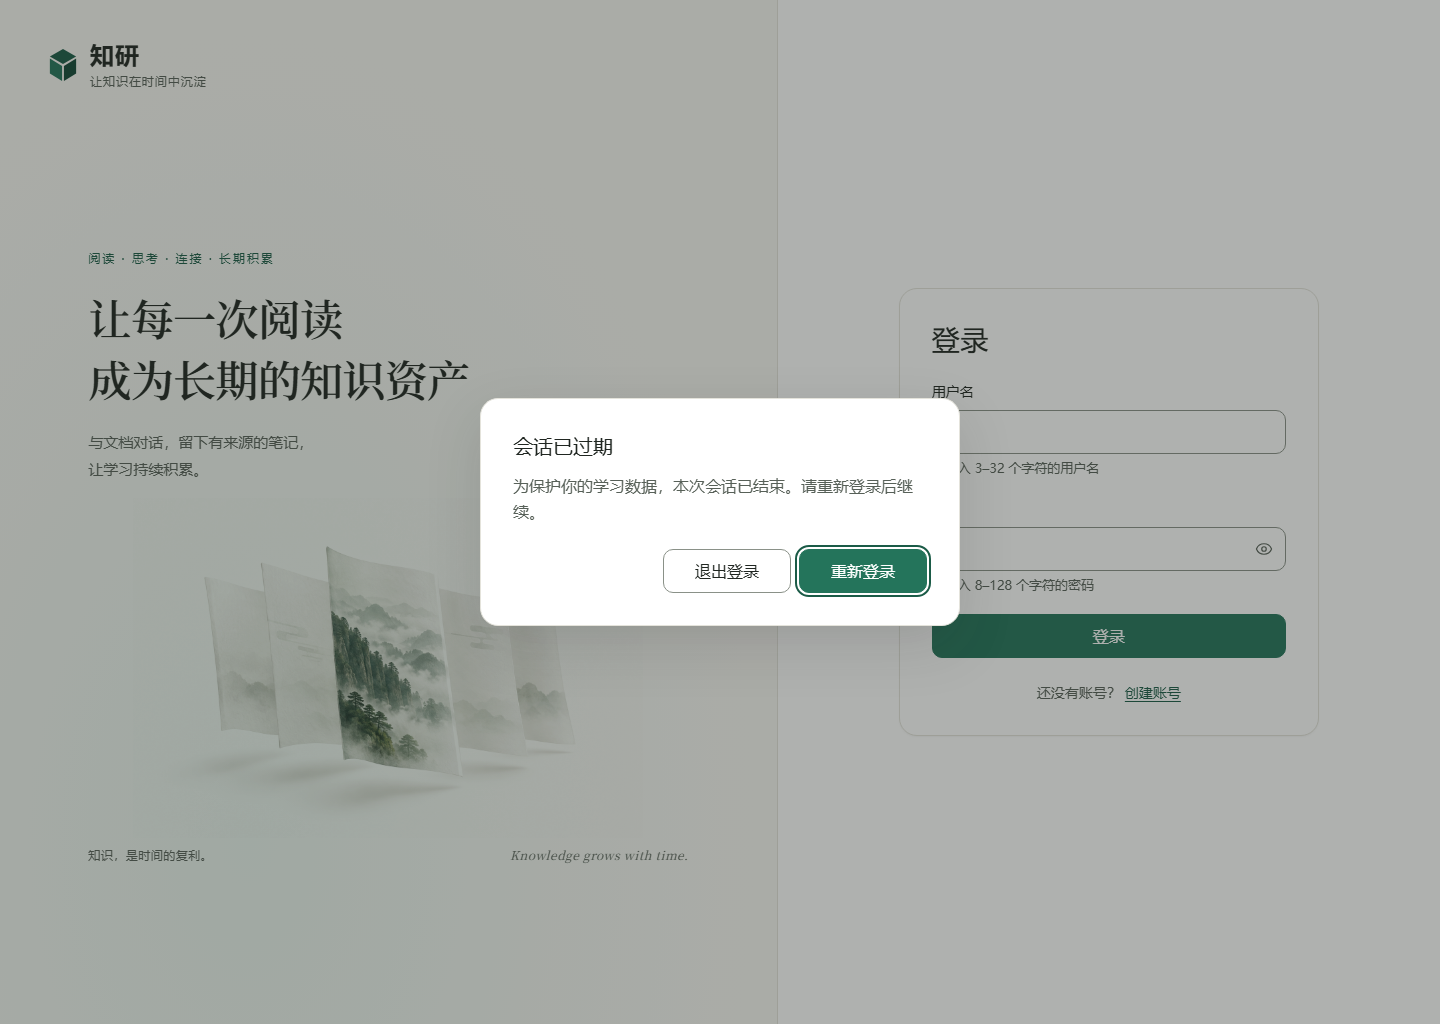 知研
让知识在时间中沉淀
阅读 · 思考 · 连接 · 长期积累
让每一次阅读
成为长期的知识资产
与文档对话，留下有来源的笔记，
让学习持续积累。
知识，是时间的复利。
Knowledge grows with time.
会话已过期
为保护你的学习数据，本次会话已结束。请重新登录后继
续。
退出登录
重新登录
登录
用户名
入 3–32 个字符的用户名
入 8–128 个字符的密码
登录
还没有账号？ 创建账号